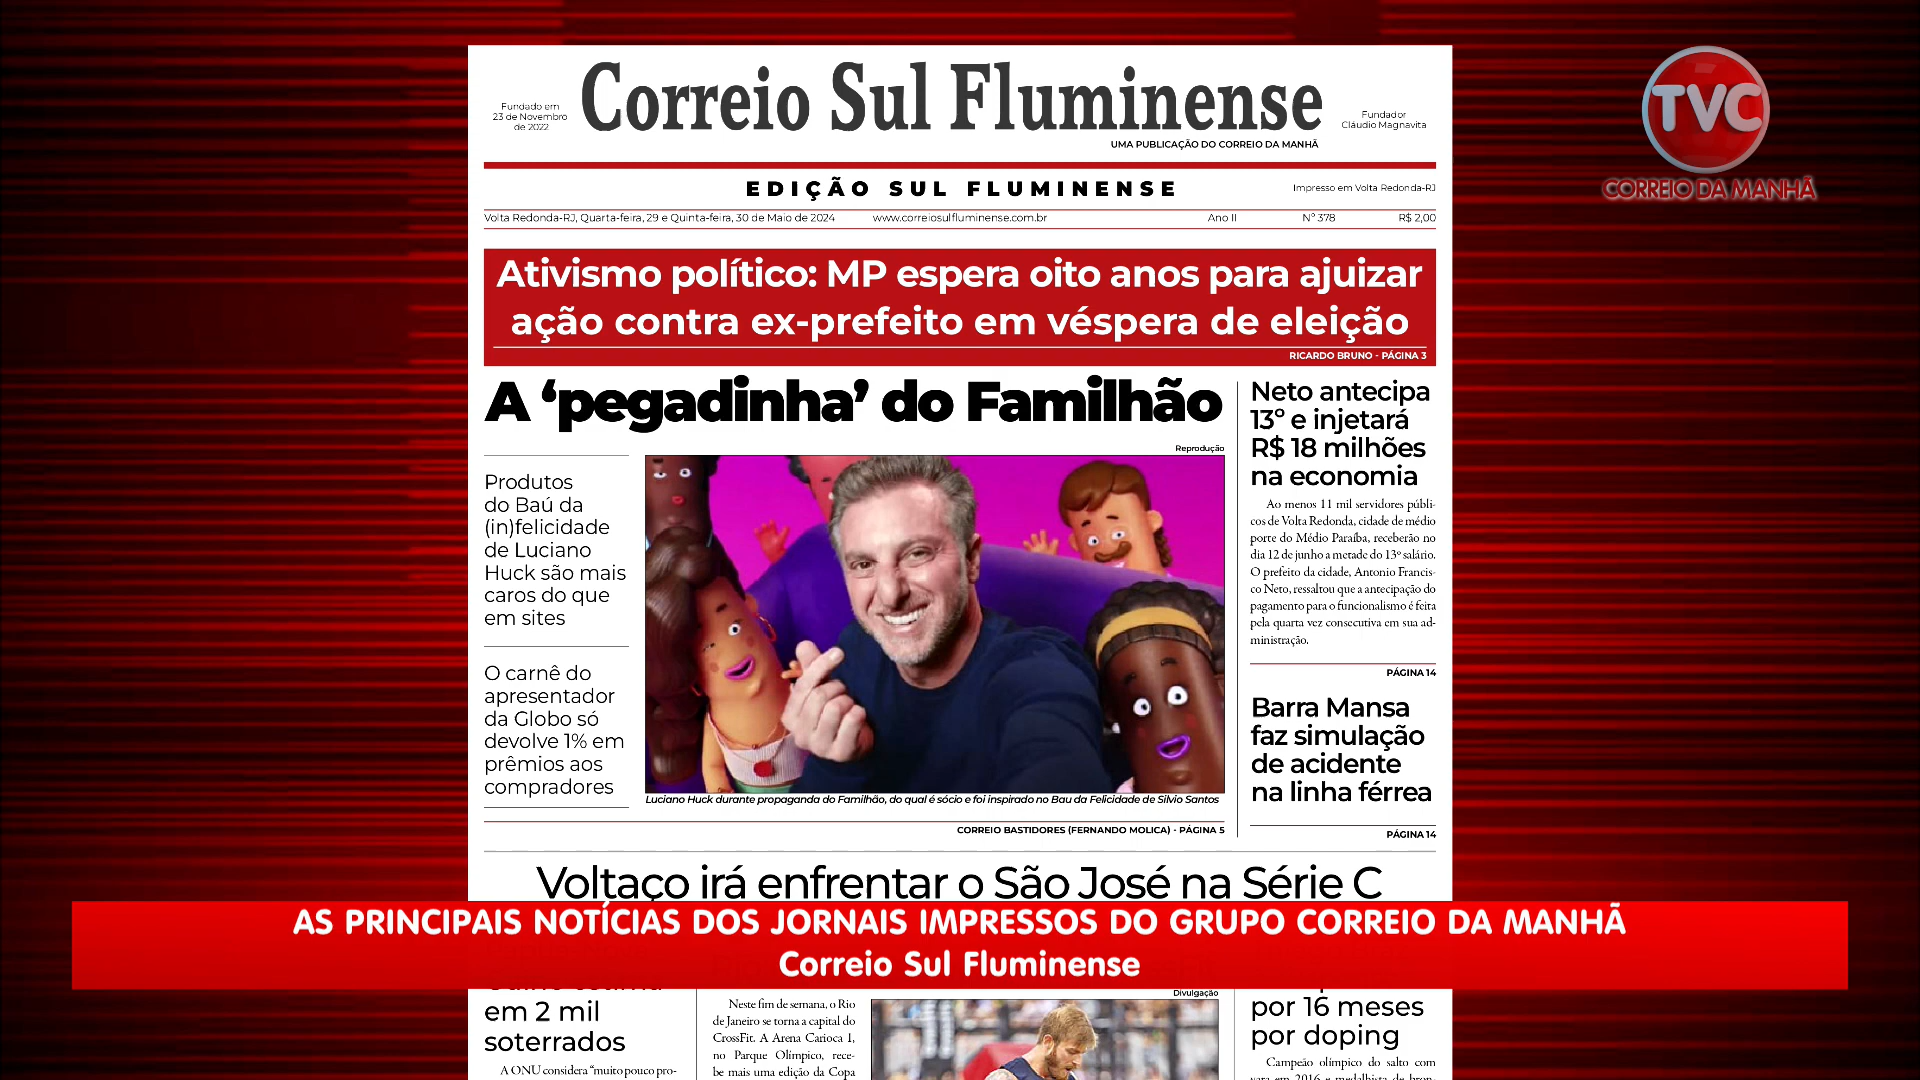 Fundado em
23 de Novembro
de 2022
Correio Sul Fluminense
Fundador
Cláudio Magnavita
UMA PUBLICAÇÃO DO CORREIO DA MANHÃ
TVC
CORREIO DA MANHÃ
EDIÇÃO SUL FLUMINENSE
Impresso em Volta Redonda-RJ
Volta Redonda-RJ, Quarta-feira, 29 e Quinta-feira, 30 de Maio de 2024 www.correiosulfluminense.com.br Ano II Nº 378 R$ 2,00
Ativismo político: MP espera oito anos para ajuizar
ação contra ex-prefeito em véspera de eleição
RICARDO BRUNO - PÁGINA 3
A ‘pegadinha’ do Familhão
Reprodução
Produtos
do Baú da
(in)felicidade
de Luciano
Huck são mais
caros do que
em sites
O carnê do
apresentador
da Globo só
devolve 1% em
prêmios aos
compradores
Luciano Huck durante propaganda do Familhão, do qual é sócio e foi inspirado no Bau da Felicidade de Silvio Santos
CORREIO BASTIDORES (FERNANDO MOLICA) - PÁGINA 5
Neto antecipa
13º e injetará
R$ 18 milhões
na economia
Ao menos 11 mil servidores públi-
cos de Volta Redonda, cidade de médio
porte do Médio Paraíba, receberão no
dia 12 de junho a metade do 13º salário.
O prefeito da cidade, Antonio Francis-
co Neto, ressaltou que a antecipação do
pagamento para o funcionalismo é feita
pela quarta vez consecutiva em sua ad-
ministração.
PÁGINA 14
Barra Mansa
faz simulação
de acidente
na linha férrea
PÁGINA 14
Voltaço irá enfrentar o São José na Série C
AS PRINCIPAIS NOTÍCIAS DOS JORNAIS IMPRESSOS DO GRUPO CORREIO DA MANHÃ
Correio Sul Fluminense
em 2 mil
soterrados
A ONU considera “muito pouco pro-
Neste fim de semana, o Rio
de Janeiro se torna a capital do
CrossFit. A Arena Carioca 1,
no Parque Olímpico, rece-
be mais uma edição da Copa
Divulgação
por 16 meses
por doping
Campeão olímpico do salto com
vara em 2016 e medalhista de bron-